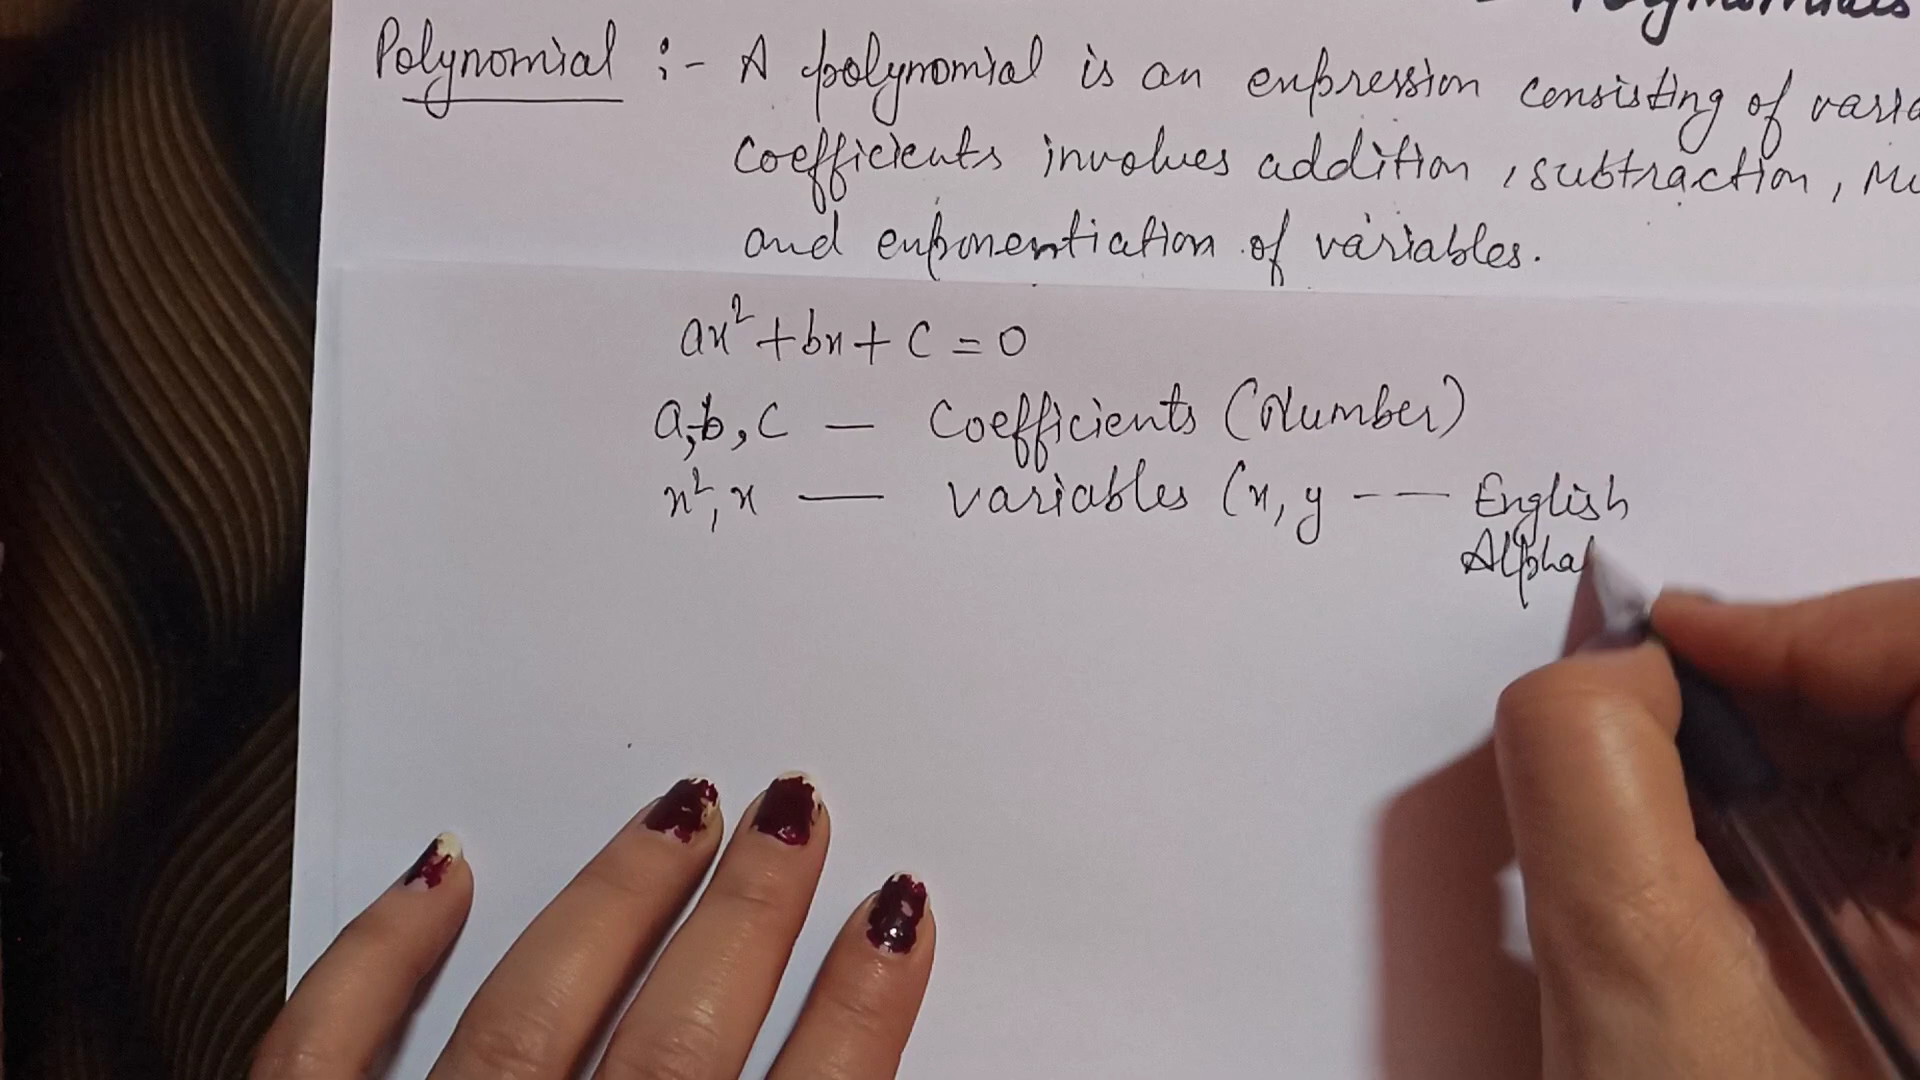 Polynomials
Polynomial :- A polynomial is an expression consisting of
coefficients involves addition, subtraction,
and exponentiation of variables.
ax²+bx+c=0
a,b,c — Coefficients (Number)
x²,x — variables (x, y --- English